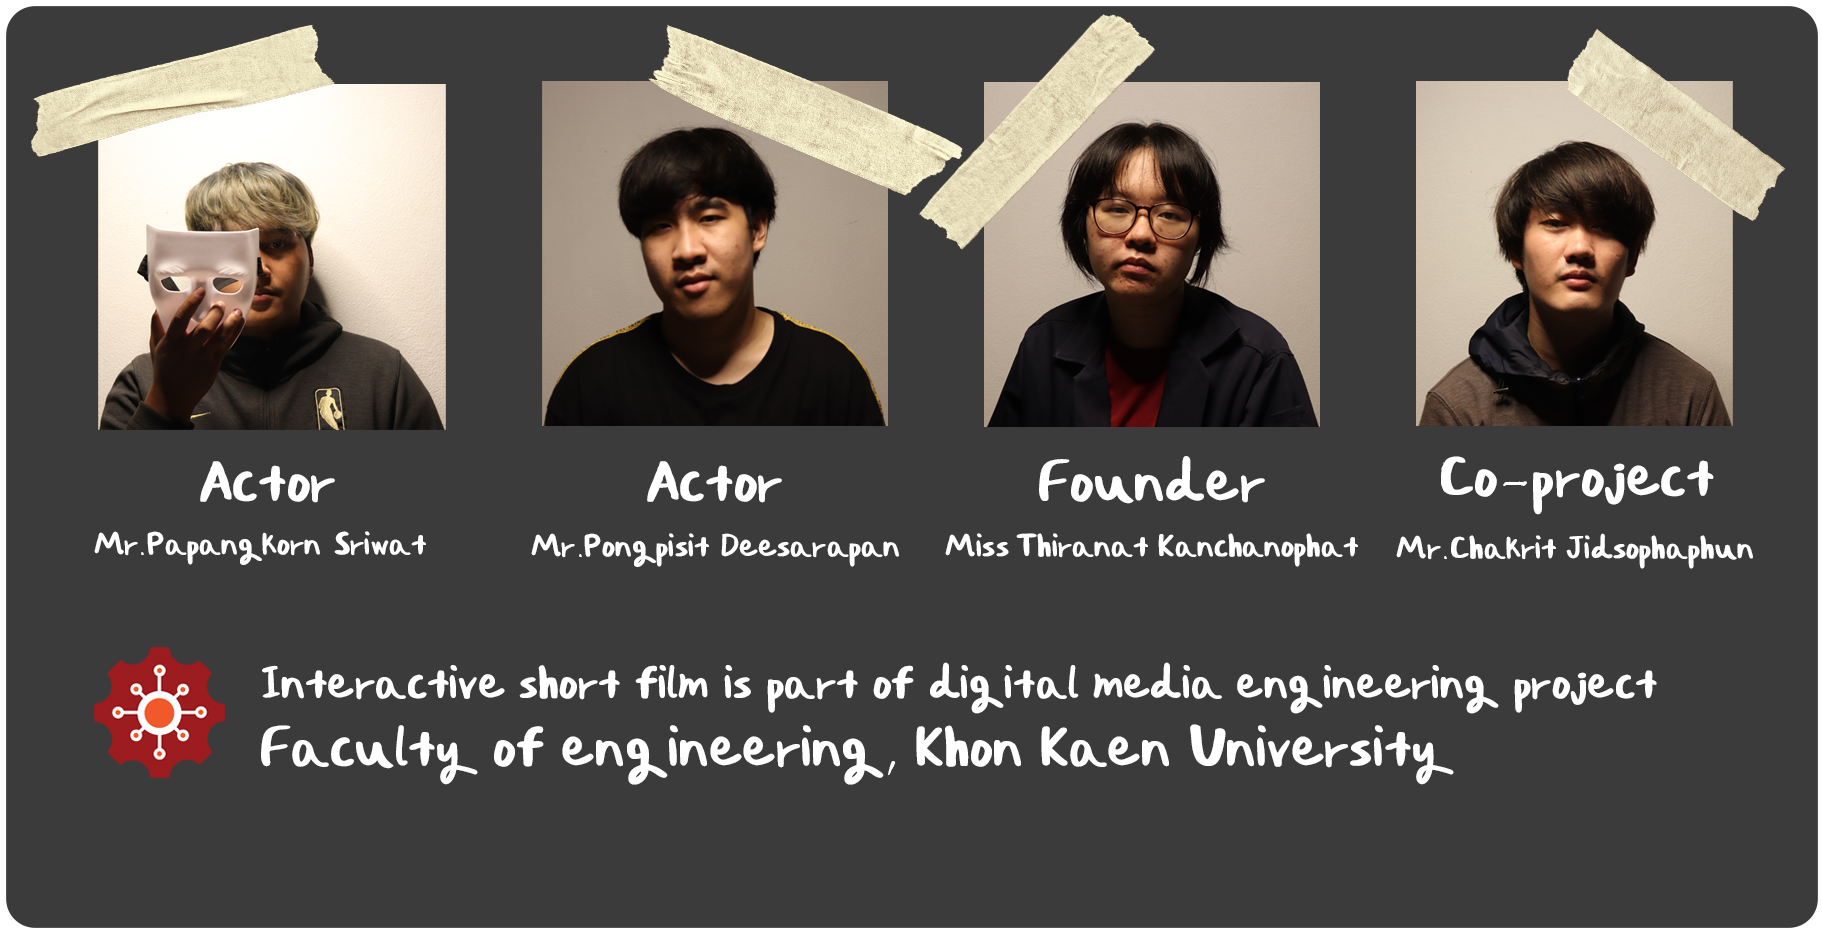 Actor
Mr.Papangkorn Sriwat
Actor
Mr.Pongpisit Deesarapan
Founder
Miss Thiranat Kanchanophat
Co-project
Mr.Chakrit Jidsophaphun
Interactive short film is part of digital media engineering project
Faculty of engineering, Khon Kaen University